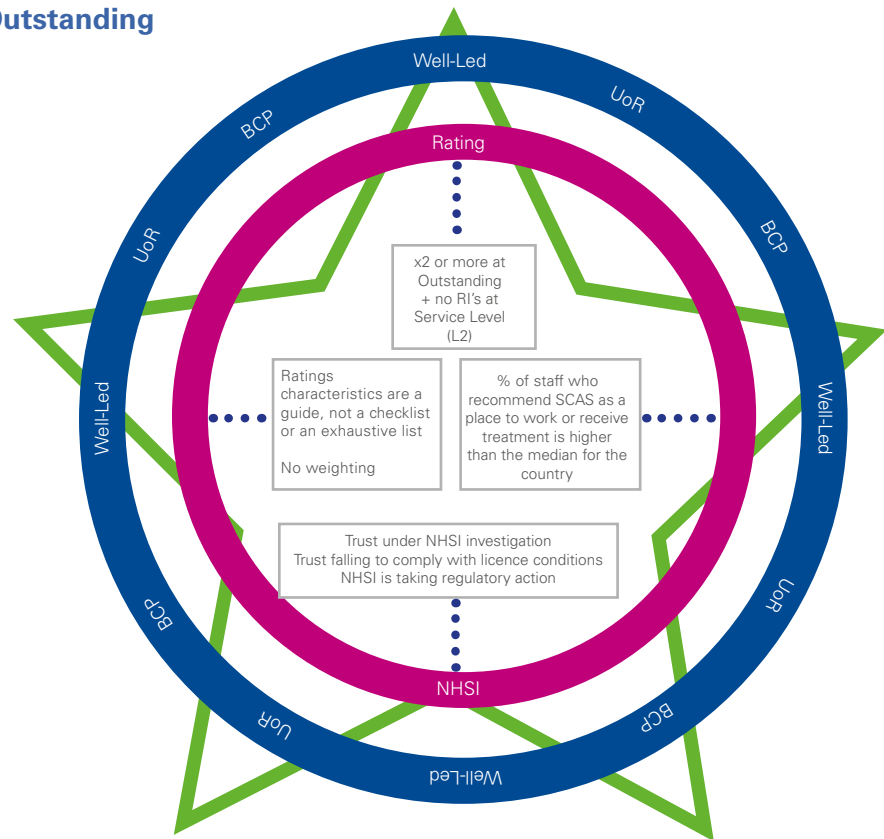 Outstanding
Well-Led
UoR
BCP
Well-Led
UoR
BCP
Well-Led
UoR
BCP
Well-Led
UoR
BCP
Rating
x2 or more at
Outstanding
+ no RI's at
Service Level
(L2)
Ratings
characteristics are a
guide, not a checklist
or an exhaustive list
No weighting
% of staff who
recommend SCAS as a
place to work or receive
treatment is higher
than the median for the
country
Trust under NHSI investigation
Trust falling to comply with licence conditions
NHSI is taking regulatory action
NHSI